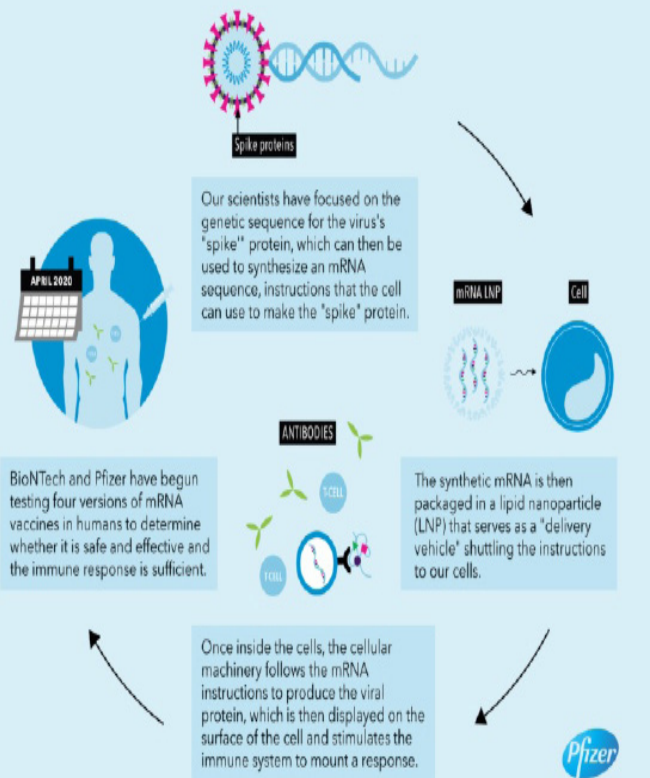 Spike proteins
Our scientists have focused on the
genetic sequence for the virus's
"spike'" protein, which can then be
used to synthesize an mRNA
sequence, instructions that the cell
can use to make the "spike" protein.
APRIL 2020
mRNA LNP
Cell
The synthetic mRNA is then
packaged in a lipid nanoparticle
(LNP) that serves as a "delivery
vehicle" shuttling the instructions
to our cells.
ANTIBODIES
T-CELL
T-CELL
Once inside the cells, the cellular
machinery follows the mRNA
instructions to produce the viral
protein, which is then displayed on the
surface of the cell and stimulates the
immune system to mount a response.
BioNTech and Pfizer have begun
testing four versions of mRNA
vaccines in humans to determine
whether it is safe and effective and
the immune response is sufficient.
Pfizer